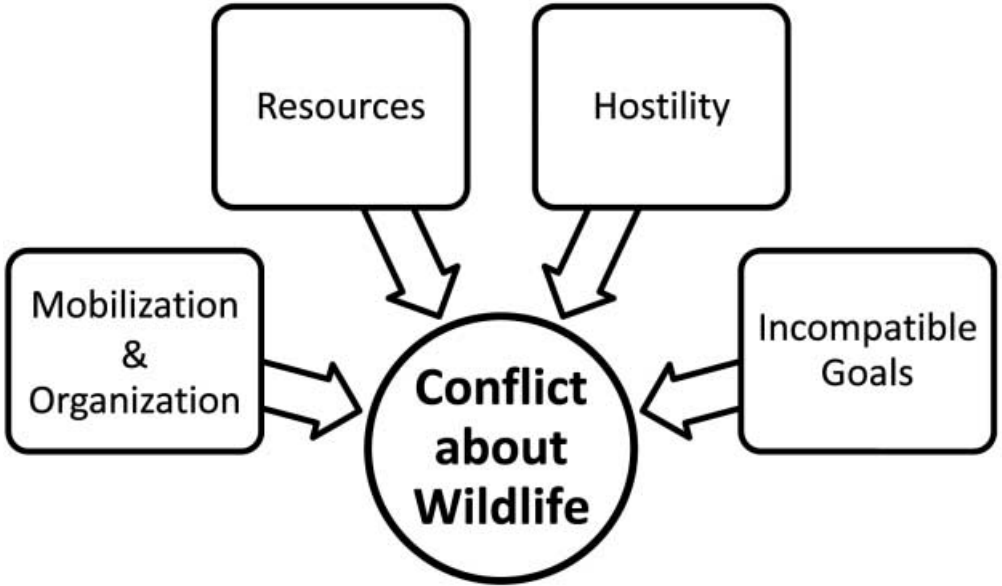 Resources
Hostility
Mobilization
&
Organization
Incompatible
Goals
Conflict
about
Wildlife